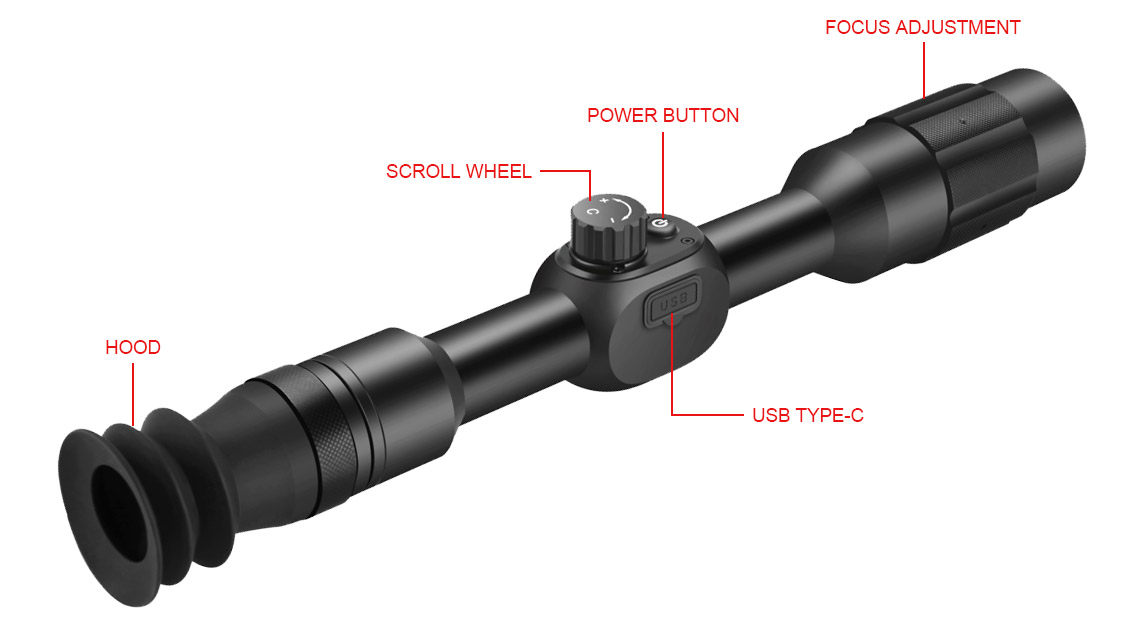 FOCUS ADJUSTMENT
POWER BUTTON
SCROLL WHEEL
+ C -
USB
HOOD
USB TYPE-C